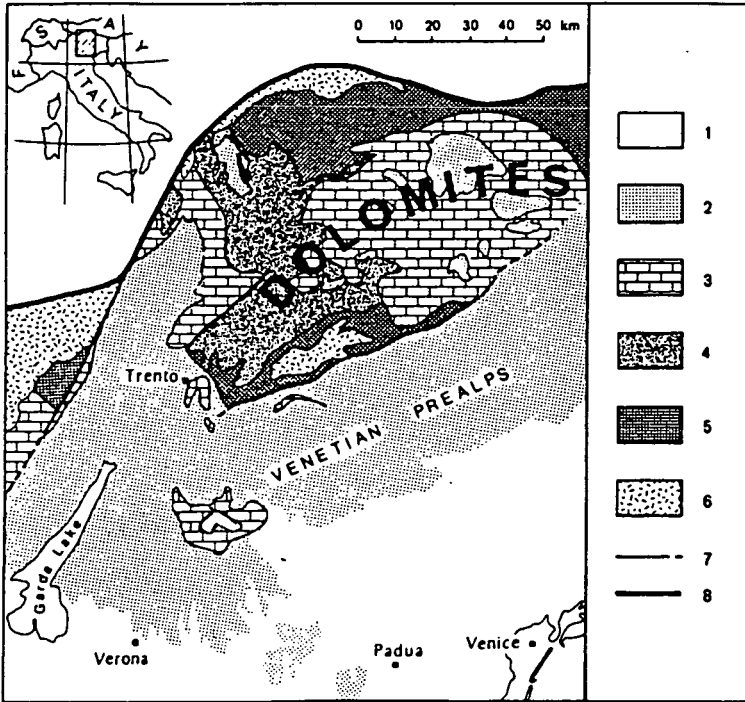 S A
F Y
ITALY
0 10 20 30 40 50 km
DOLOMITES
Trento
VENETIAN PREALPS
Garda Lake
Verona
Padua
Venice
1
2
3
4
5
6
7
8